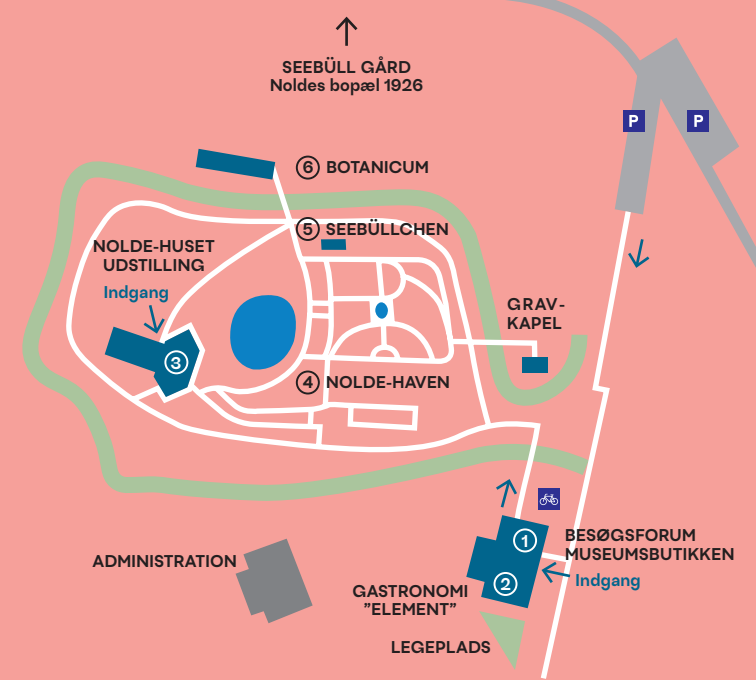 SEEBÜLL GÅRD
Noldes bopæl 1926
P
P
6 BOTANICUM
5 SEEBÜLLCHEN
NOLDE-HUSET
UDSTILLING
Indgang
3
GRAV-
KAPEL
4 NOLDE-HAVEN
1
2
BESØGSFORUM
MUSEUMSBUTIKKEN
Indgang
ADMINISTRATION
GASTRONOMI
”ELEMENT”
LEGEPLADS